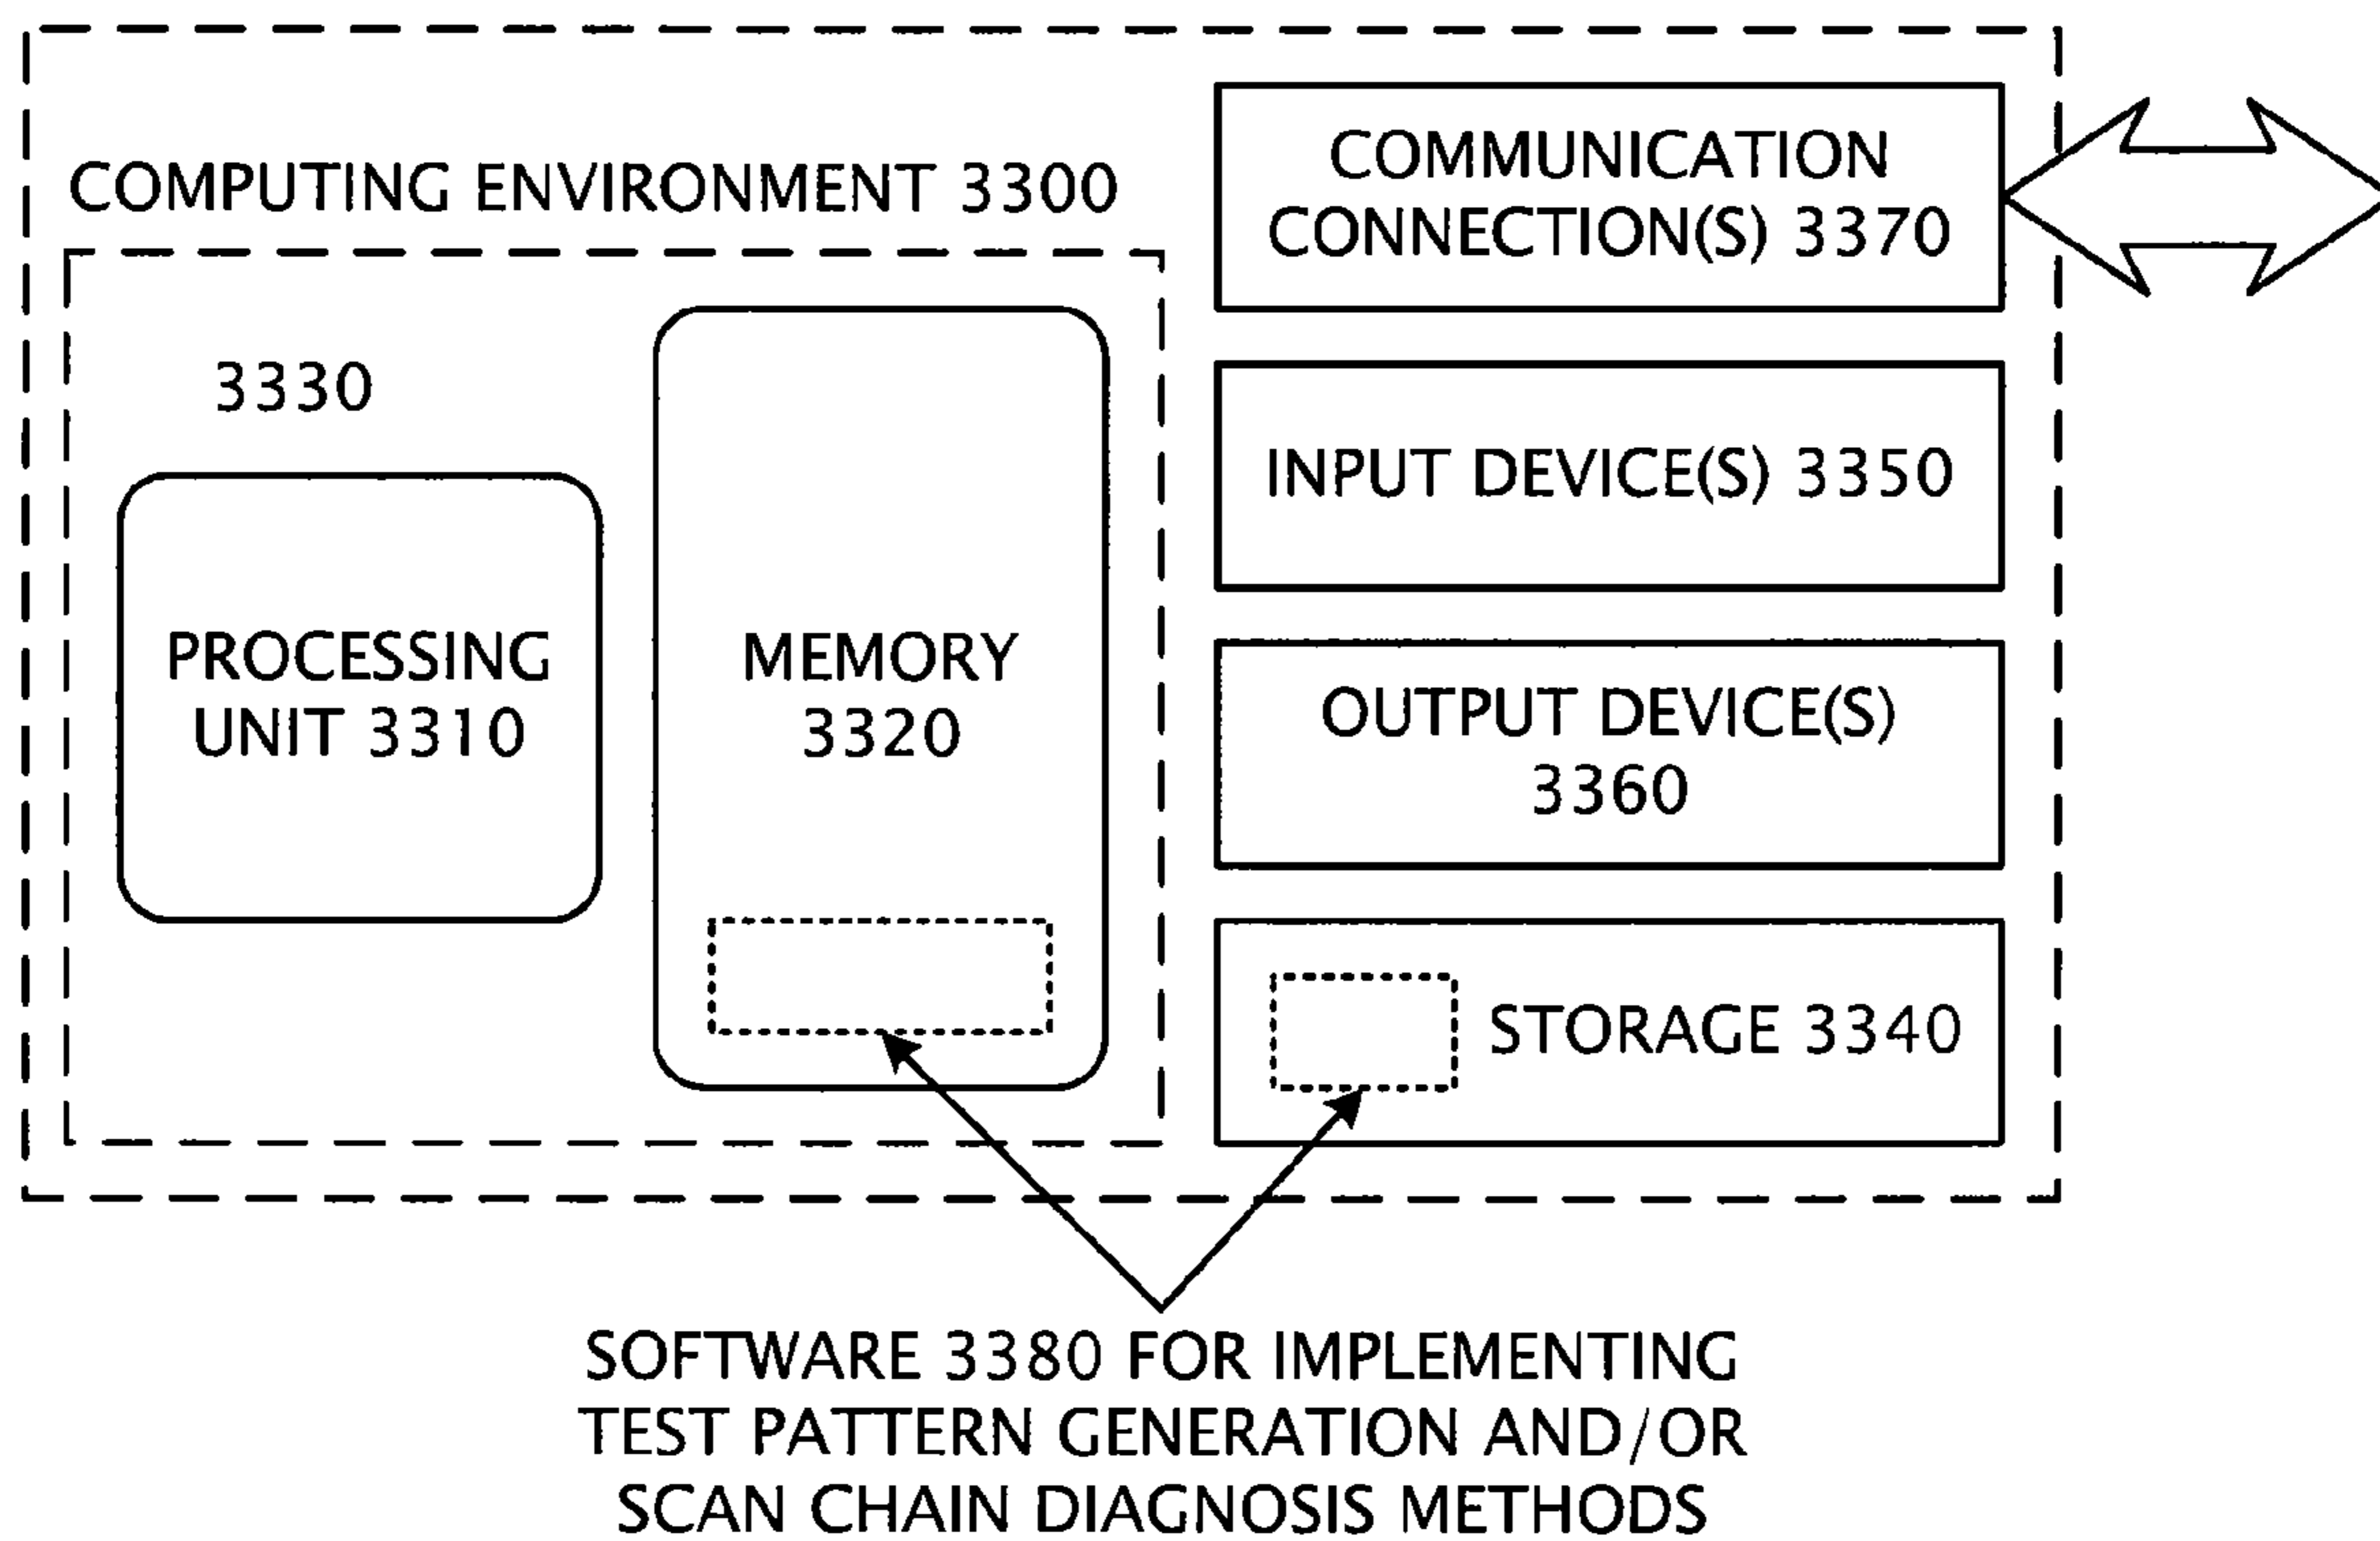 COMPUTING ENVIRONMENT 3300
3330
PROCESSING
UNIT 3310
MEMORY
3320
COMMUNICATION
CONNECTION(S) 3370
INPUT DEVICE(S) 3350
OUTPUT DEVICE(S)
3360
STORAGE 3340
SOFTWARE 3380 FOR IMPLEMENTING
TEST PATTERN GENERATION AND/OR
SCAN CHAIN DIAGNOSIS METHODS